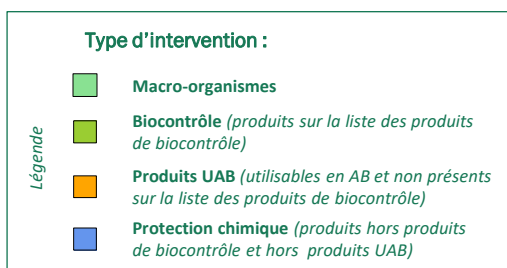 Type d’intervention :
Légende
Macro-organismes
Biocontrôle (produits sur la liste des produits
de biocontrôle)
Produits UAB (utilisables en AB et non présents
sur la liste des produits de biocontrôle)
Protection chimique (produits hors produits
de biocontrôle et hors produits UAB)